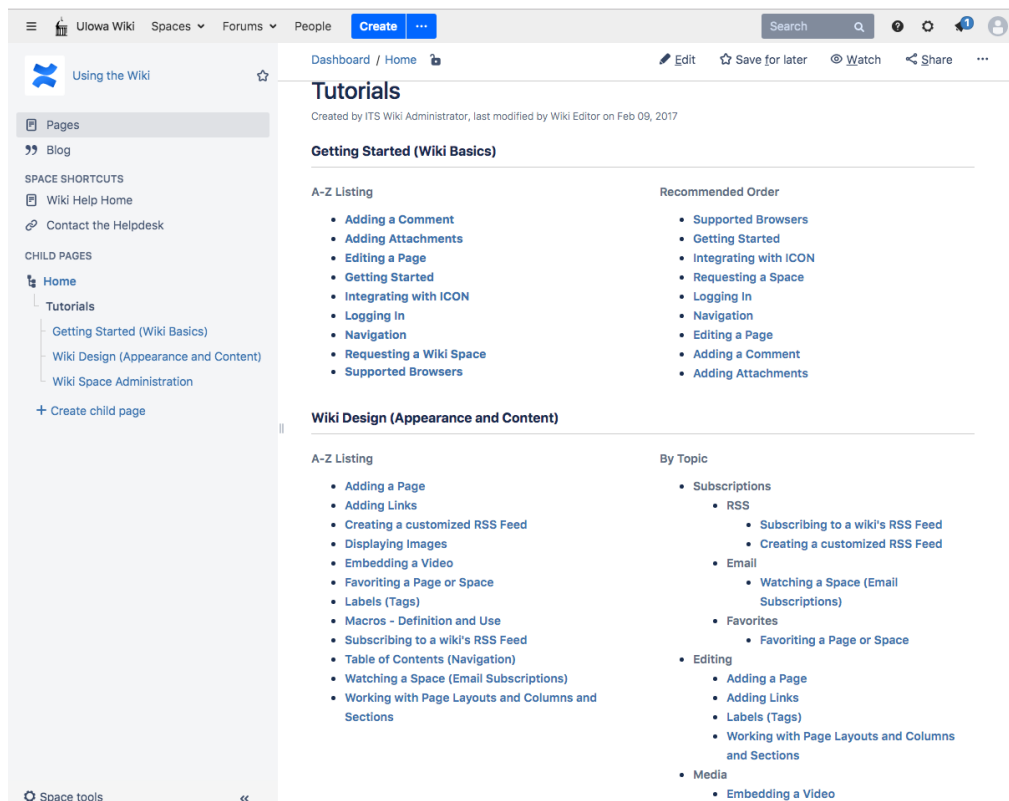 UIowa Wiki Spaces Forums People Create ··· Search 1
Using the Wiki
Pages
Blog
SPACE SHORTCUTS
Wiki Help Home
Contact the Helpdesk
CHILD PAGES
Home
Tutorials
Getting Started (Wiki Basics)
Wiki Design (Appearance and Content)
Wiki Space Administration
+ Create child page
Space tools «
Dashboard / Home Edit Save for later Watch Share ···
Tutorials
Created by ITS Wiki Administrator, last modified by Wiki Editor on Feb 09, 2017
Getting Started (Wiki Basics)
A-Z Listing
Adding a Comment
Adding Attachments
Editing a Page
Getting Started
Integrating with ICON
Logging In
Navigation
Requesting a Wiki Space
Supported Browsers
Recommended Order
Supported Browsers
Getting Started
Integrating with ICON
Requesting a Space
Logging In
Navigation
Editing a Page
Adding a Comment
Adding Attachments
Wiki Design (Appearance and Content)
A-Z Listing
Adding a Page
Adding Links
Creating a customized RSS Feed
Displaying Images
Embedding a Video
Favoriting a Page or Space
Labels (Tags)
Macros - Definition and Use
Subscribing to a wiki's RSS Feed
Table of Contents (Navigation)
Watching a Space (Email Subscriptions)
Working with Page Layouts and Columns and
Sections
By Topic
Subscriptions
RSS
Subscribing to a wiki's RSS Feed
Creating a customized RSS Feed
Email
Watching a Space (Email
Subscriptions)
Favorites
Favoriting a Page or Space
Editing
Adding a Page
Adding Links
Labels (Tags)
Working with Page Layouts and Columns
and Sections
Media
Embedding a Video